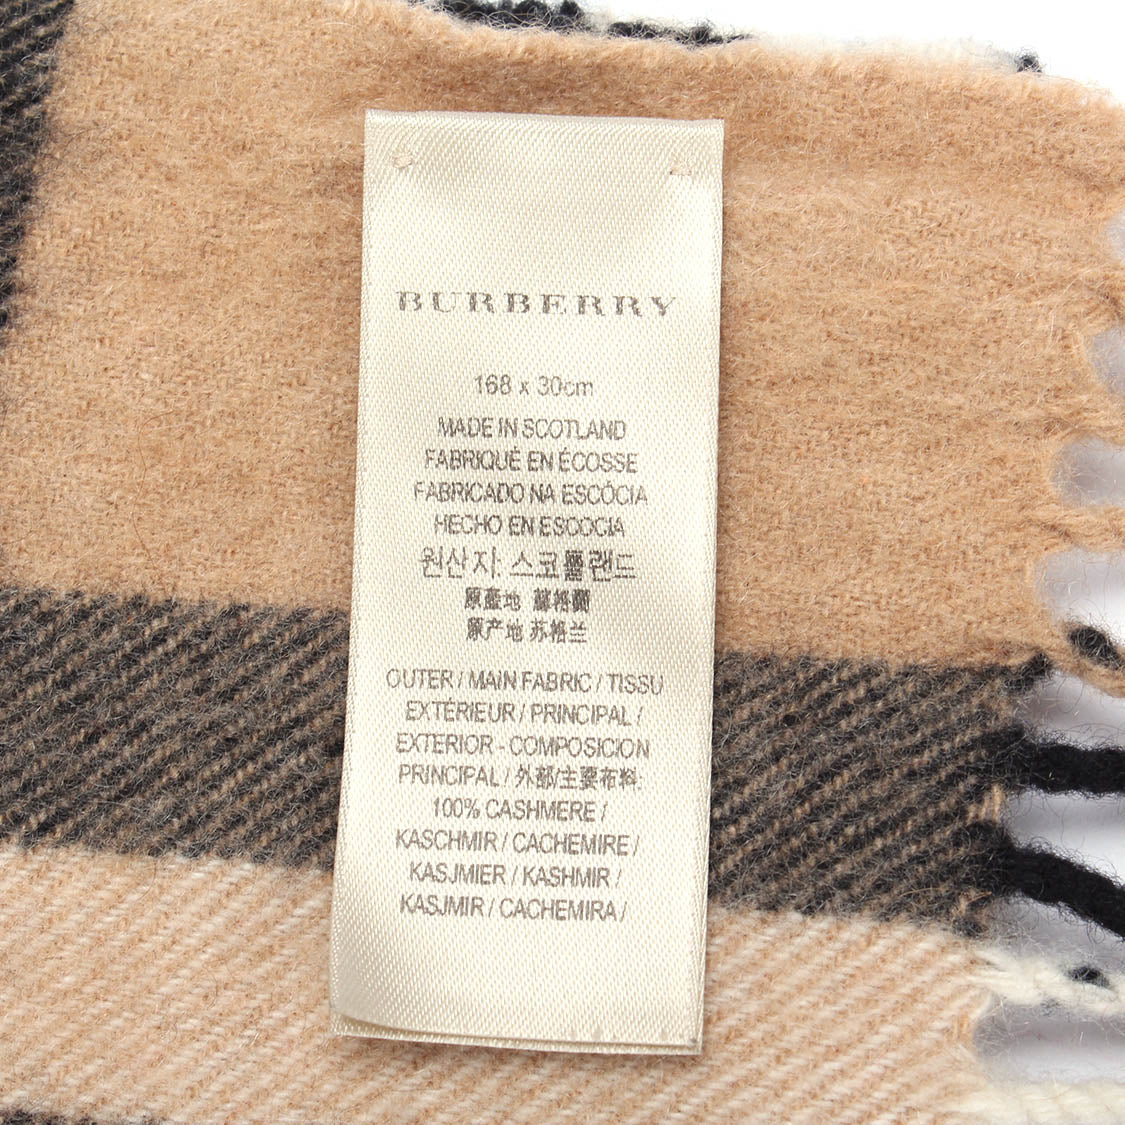 BURBERRY
168 x 30cm
MADE IN SCOTLAND
FABRIQUÉ EN ÉCOSSE
FABRICADO NA ESCÓCIA
HECHO EN ESCOCIA
원산지: 스코틀랜드
原產地 蘇格蘭
原产地 苏格兰
OUTER / MAIN FABRIC / TISSU
EXTERIEUR / PRINCIPAL /
EXTERIOR - COMPOSICION
PRINCIPAL / 外部/主要布料:
100% CASHMERE /
KASCHMIR / CACHEMIRE /
KASJMIER / KASHMIR /
KASJMIR / CACHEMIRA /